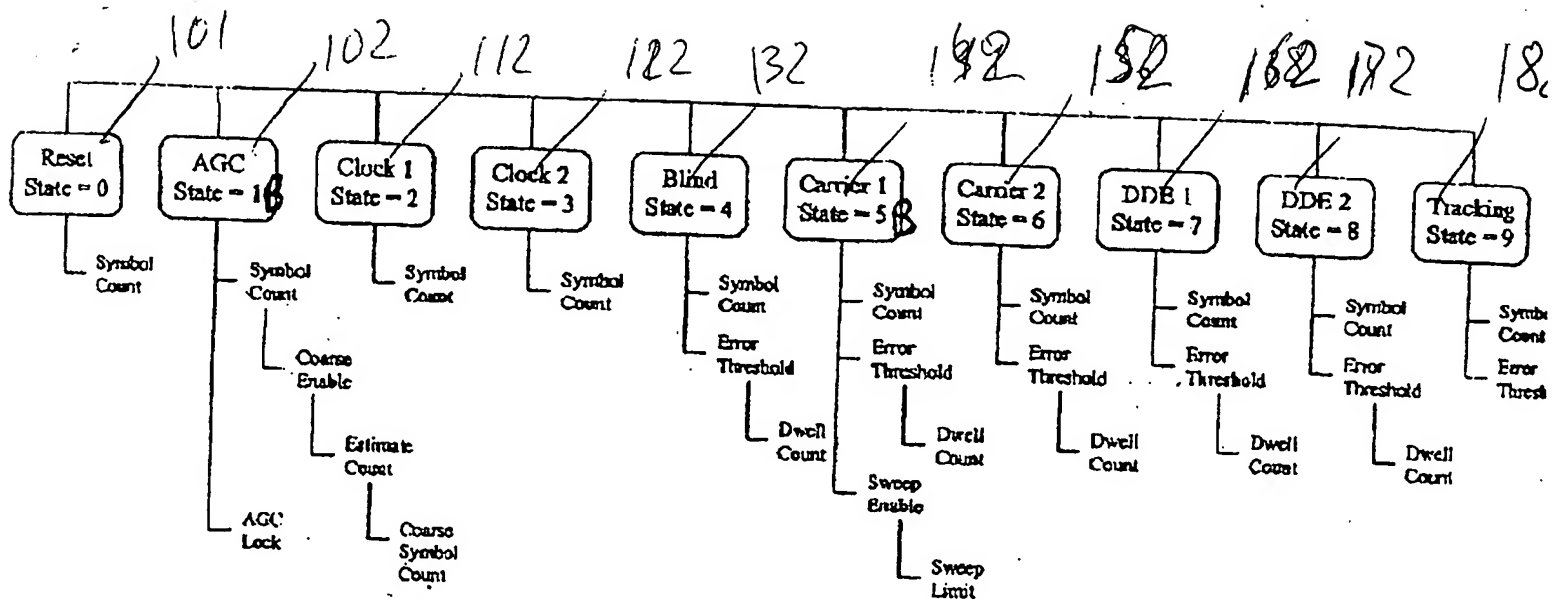 101
102
112
122
132
152
172
Reset
State = 0
AGC
State = 1
Clock 1
State = 2
Clock 2
State = 3
Blind
State = 4
Carrier 1
State = 5
Carrier 2
State = 6
DDE 1
State = 7
DDE 2
State = 8
Tracking
State = 9
Symbol
Count
Symbol
Count
Coarse
Enable
Estimate
Count
Coarse
Symbol
Count
AGC
Lock
Symbol
Count
Symbol
Count
Symbol
Count
Error
Threshold
Dwell
Count
Symbol
Count
Error
Threshold
Dwell
Count
Sweep
Enable
Sweep
Limit
Symbol
Count
Error
Threshold
Dwell
Count
Symbol
Count
Error
Threshold
Dwell
Count
Symbol
Count
Error
Threshold
Dwell
Count
Count
Error